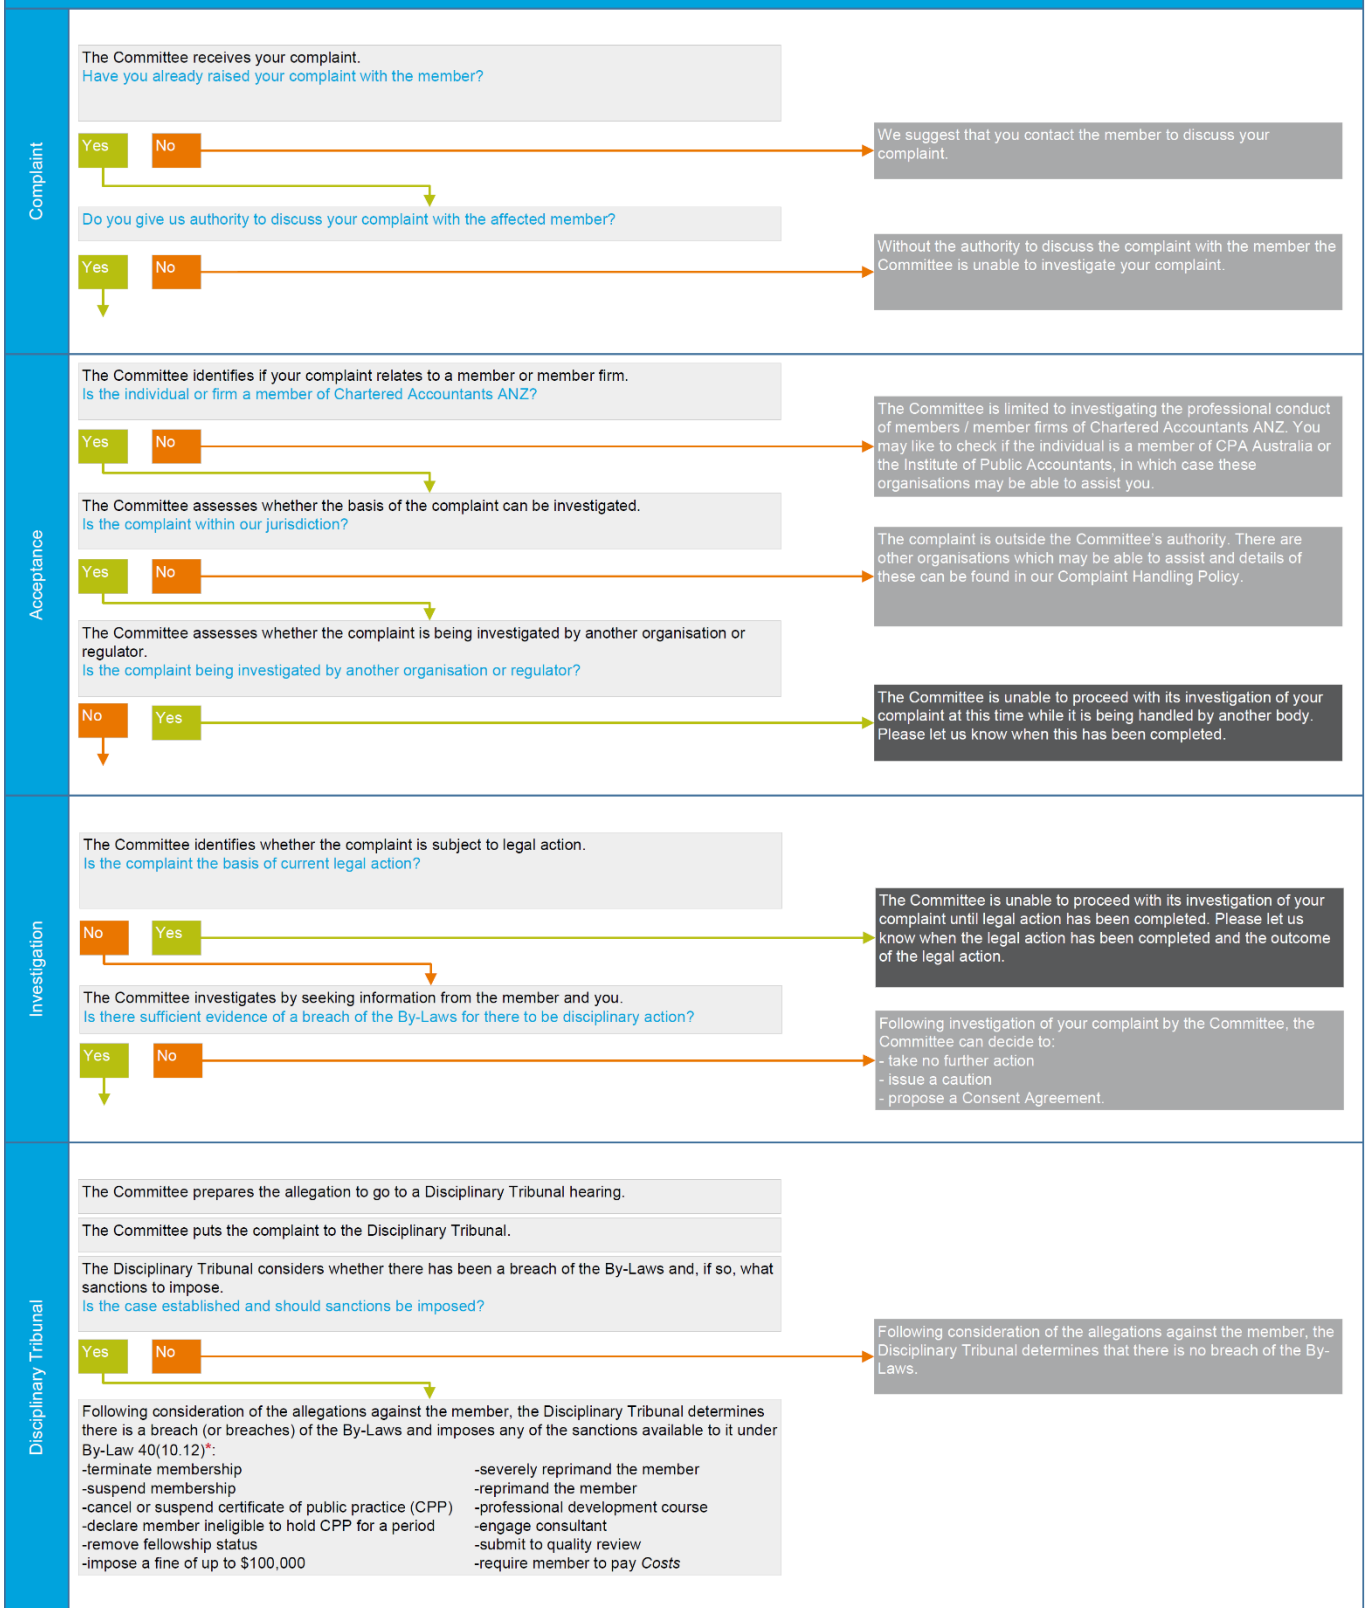 Complaint
The Committee receives your complaint.
Have you already raised your complaint with the member?
Yes
No
We suggest that you contact the member to discuss your
complaint.
Do you give us authority to discuss your complaint with the affected member?
Yes
No
Without the authority to discuss the complaint with the member the
Committee is unable to investigate your complaint.
Acceptance
The Committee identifies if your complaint relates to a member or member firm.
Is the individual or firm a member of Chartered Accountants ANZ?
Yes
No
The Committee is limited to investigating the professional conduct
of members / member firms of Chartered Accountants ANZ. You
may like to check if the individual is a member of CPA Australia or
the Institute of Public Accountants, in which case these
organisations may be able to assist you.
The Committee assesses whether the basis of the complaint can be investigated.
Is the complaint within our jurisdiction?
Yes
No
The complaint is outside the Committee's authority. There are
other organisations which may be able to assist and details of
these can be found in our Complaint Handling Policy.
The Committee assesses whether the complaint is being investigated by another organisation or
regulator.
Is the complaint being investigated by another organisation or regulator?
No
Yes
The Committee is unable to proceed with its investigation of your
complaint at this time while it is being handled by another body.
Please let us know when this has been completed.
Investigation
The Committee identifies whether the complaint is subject to legal action.
Is the complaint the basis of current legal action?
No
Yes
The Committee is unable to proceed with its investigation of your
complaint until legal action has been completed. Please let us
know when the legal action has been completed and the outcome
of the legal action.
The Committee investigates by seeking information from the member and you.
Is there sufficient evidence of a breach of the By-Laws for there to be disciplinary action?
Yes
No
Following investigation of your complaint by the Committee, the
Committee can decide to:
- take no further action
- issue a caution
- propose a Consent Agreement.
Disciplinary Tribunal
The Committee prepares the allegation to go to a Disciplinary Tribunal hearing.
The Committee puts the complaint to the Disciplinary Tribunal.
The Disciplinary Tribunal considers whether there has been a breach of the By-Laws and, if so, what
sanctions to impose.
Is the case established and should sanctions be imposed?
Yes
No
Following consideration of the allegations against the member, the
Disciplinary Tribunal determines that there is no breach of the By-
Laws.
Following consideration of the allegations against the member, the Disciplinary Tribunal determines
there is a breach (or breaches) of the By-Laws and imposes any of the sanctions available to it under
By-Law 40(10.12)*:
-terminate membership
-suspend membership
-cancel or suspend certificate of public practice (CPP)
-declare member ineligible to hold CPP for a period
-remove fellowship status
-impose a fine of up to $100,000
-severely reprimand the member
-reprimand the member
-professional development course
-engage consultant
-submit to quality review
-require member to pay Costs